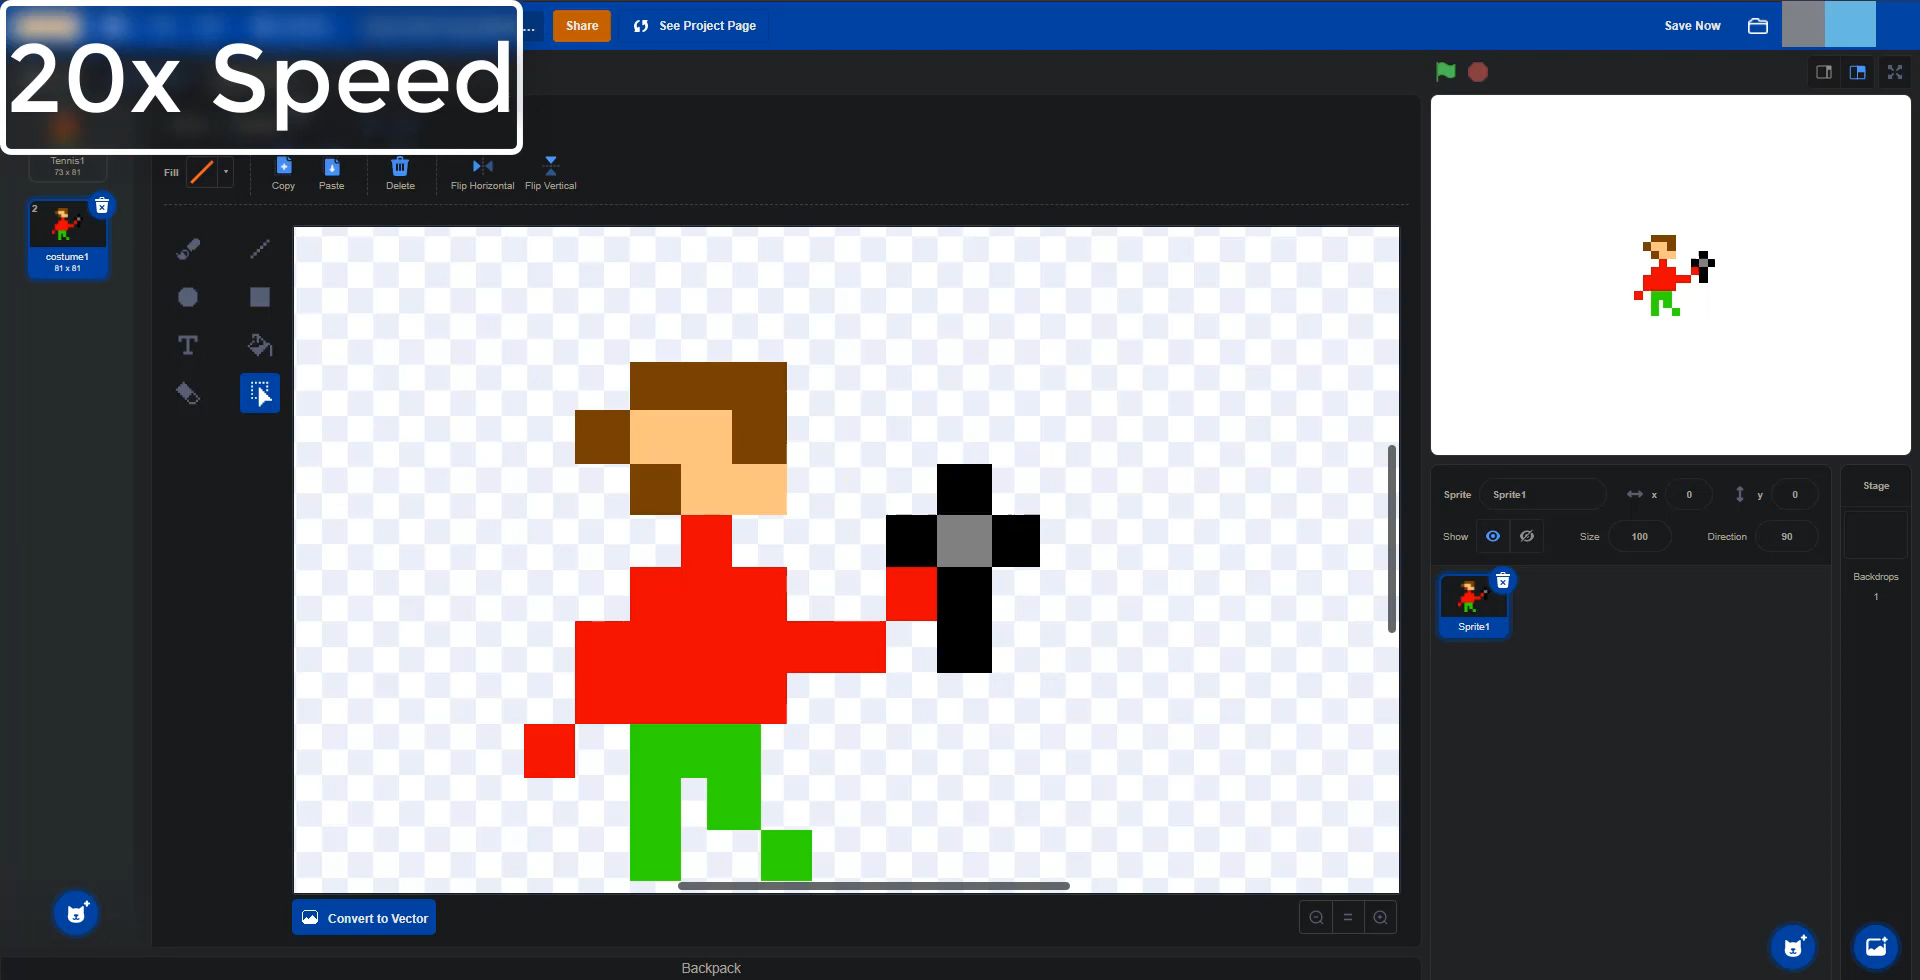 ... Share See Project Page Save Now
20x Speed
Tennis1
73 x 81
Fill Copy Paste Delete Flip Horizontal Flip Vertical
2
costume1
81 x 81
T
Sprite Sprite1 x 0 y 0
Show Size 100 Direction 90
Stage
Backdrops
1
Sprite1
Convert to Vector
Backpack